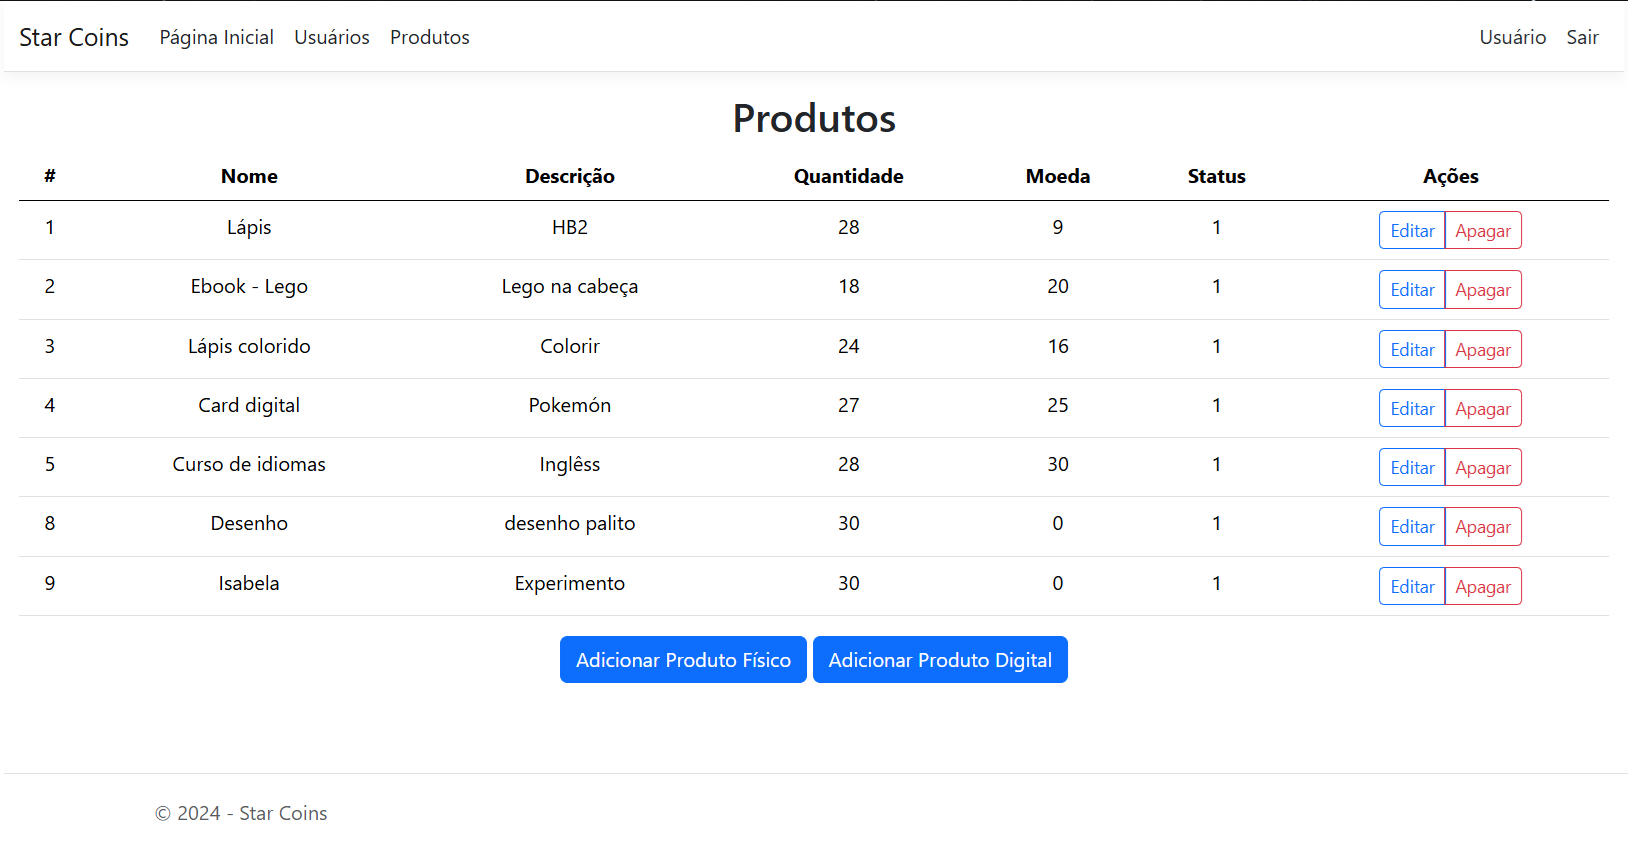 Star Coins Página Inicial Usuários Produtos Usuário Sair
Produtos
# Nome Descrição Quantidade Moeda Status Ações
1 Lápis HB2 28 9 1 Editar Apagar
2 Ebook - Lego Lego na cabeça 18 20 1 Editar Apagar
3 Lápis colorido Colorir 24 16 1 Editar Apagar
4 Card digital Pokemón 27 25 1 Editar Apagar
5 Curso de idiomas Inglêss 28 30 1 Editar Apagar
8 Desenho desenho palito 30 0 1 Editar Apagar
9 Isabela Experimento 30 0 1 Editar Apagar
Adicionar Produto Físico Adicionar Produto Digital
© 2024 - Star Coins